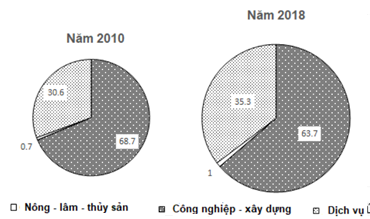 Năm 2010
Năm 2018
30.6
68.7
0.7
35.3
63.7
1
Nông - lâm - thủy sản
Công nghiệp - xây dựng
Dịch vụ